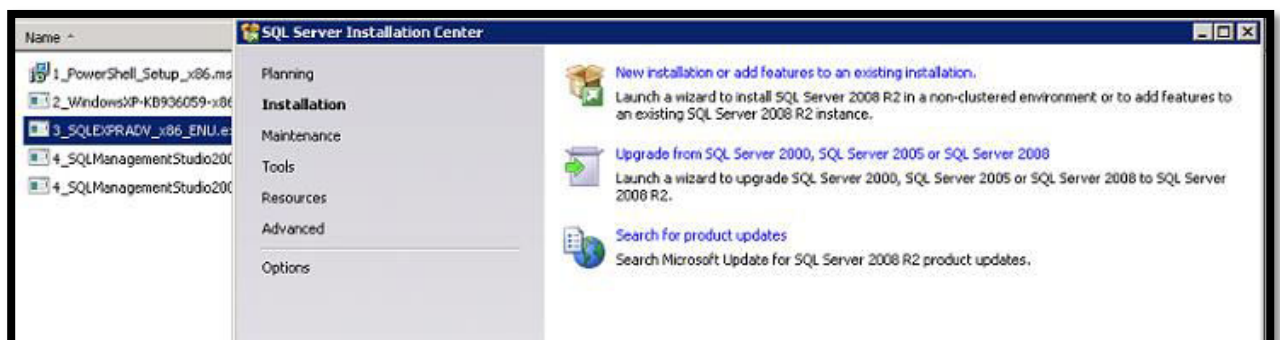 Name
SQL Server Installation Center
1_PowerShell_Setup_x86.ms
2_WindowsXP-KB936059-x86
3_SQLEXPRADV_x86_ENU.e
4_SQLManagementStudio200
4_SQLManagementStudio200
Planning
Installation
Maintenance
Tools
Resources
Advanced
Options
New installation or add features to an existing installation.
Launch a wizard to install SQL Server 2008 R2 in a non-clustered environment or to add features to
an existing SQL Server 2008 R2 instance.
Upgrade from SQL Server 2000, SQL Server 2005 or SQL Server 2008
Launch a wizard to upgrade SQL Server 2000, SQL Server 2005 or SQL Server 2008 to SQL Server
2008 R2.
Search for product updates
Search Microsoft Update for SQL Server 2008 R2 product updates.